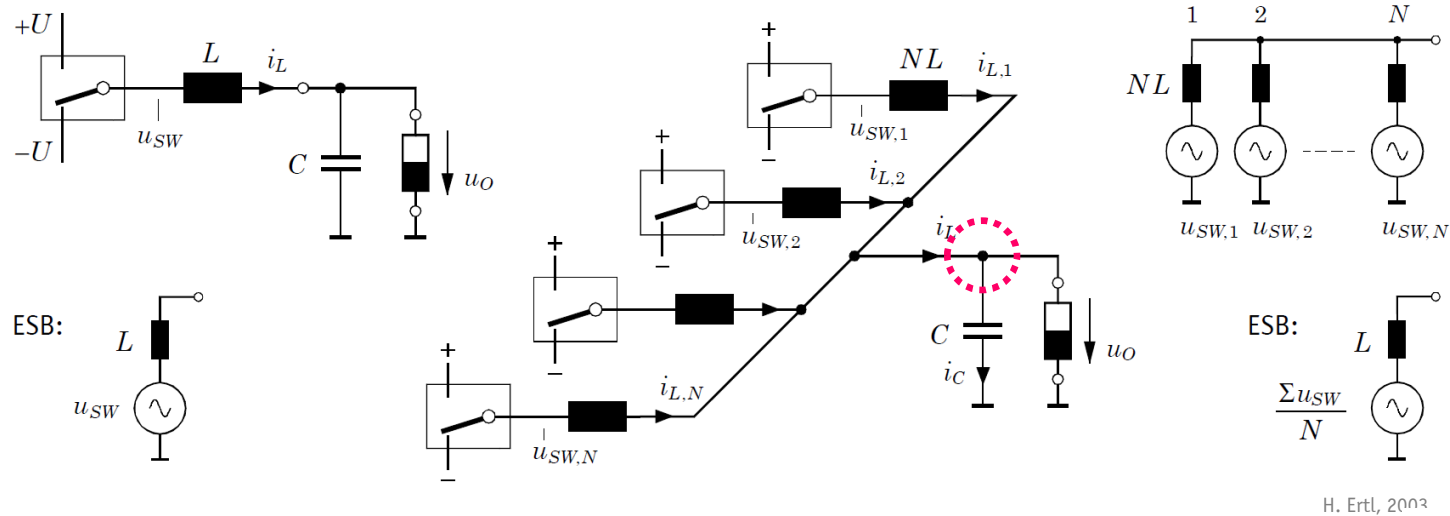 +U
−U
L
i_L
u_SW
C
u_O
ESB:
L
u_SW
+
−
NL
i_L,1
u_SW,1
+
−
i_L,2
u_SW,2
+
−
+
−
i_L,N
u_SW,N
i_L
C
i_C
u_O
1 2 N
NL
u_SW,1 u_SW,2 u_SW,N
ESB:
L
Σu_SW
N
H. Ertl, 2003